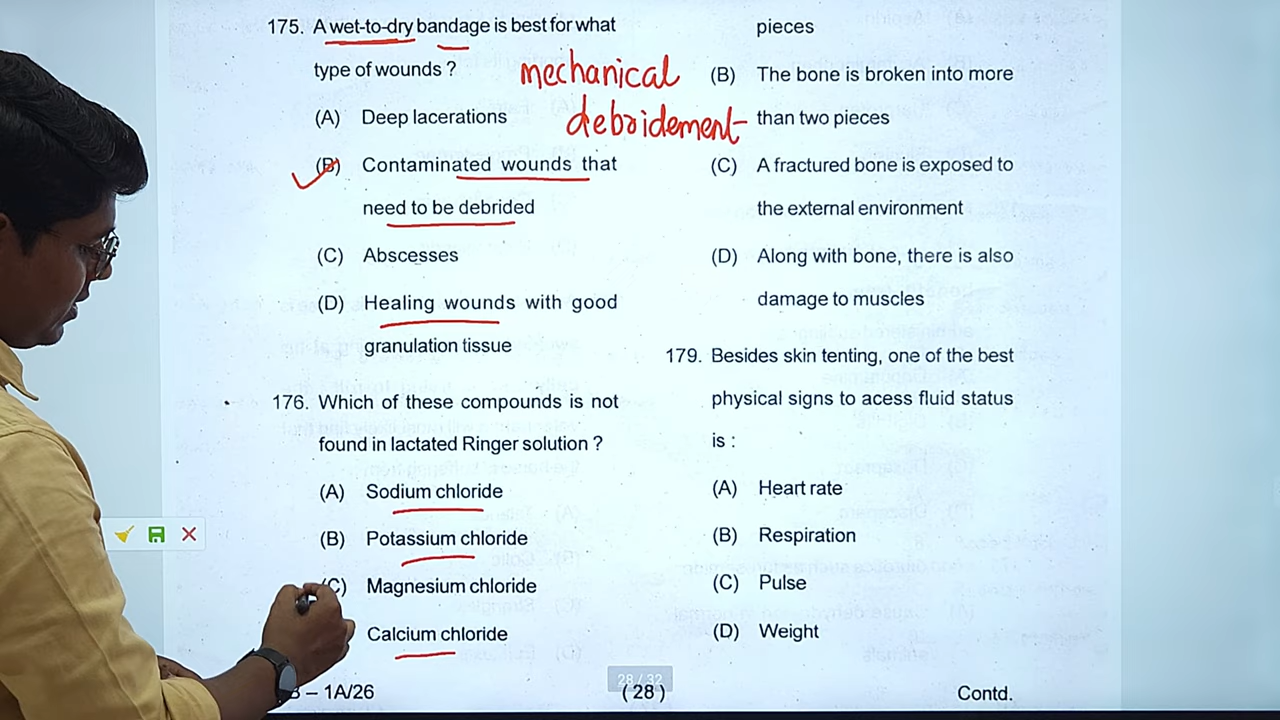 175. A wet-to-dry bandage is best for what
type of wounds ?
mechanical
debridement
(A) Deep lacerations
(B) Contaminated wounds that
need to be debrided
(C) Abscesses
(D) Healing wounds with good
granulation tissue
176. Which of these compounds is not
found in lactated Ringer solution ?
(A) Sodium chloride
(B) Potassium chloride
(C) Magnesium chloride
Calcium chloride
– 1A/26
pieces
(B) The bone is broken into more
than two pieces
(C) A fractured bone is exposed to
the external environment
(D) Along with bone, there is also
damage to muscles
179. Besides skin tenting, one of the best
physical signs to acess fluid status
is :
(A) Heart rate
(B) Respiration
(C) Pulse
(D) Weight
28 / 32
( 28 )
Contd.